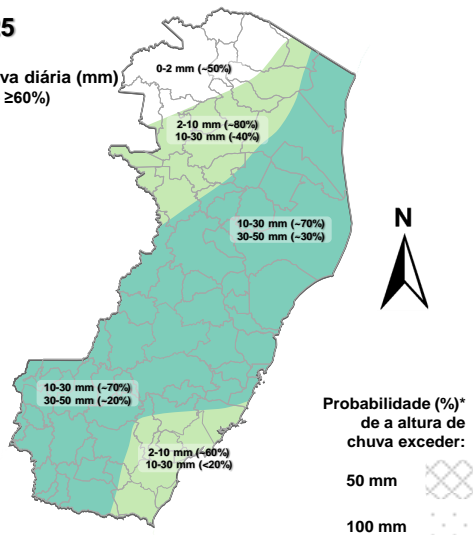 25
va diária (mm)
≥60%)
0-2 mm (~50%)
2-10 mm (~80%)
10-30 mm (~40%)
10-30 mm (~70%)
30-50 mm (~30%)
N
10-30 mm (~70%)
30-50 mm (~20%)
2-10 mm (~60%)
10-30 mm (<20%)
Probabilidade (%)*
de a altura de
chuva exceder:
50 mm
100 mm